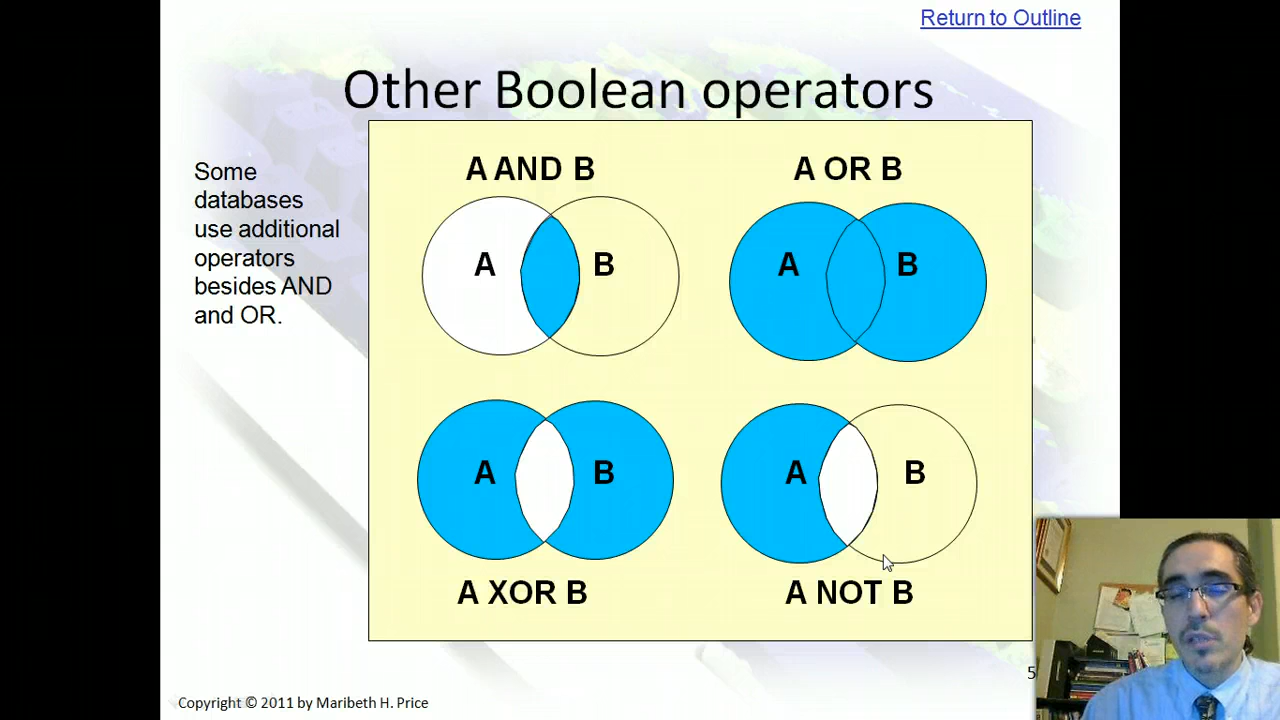 Return to Outline
Other Boolean operators
Some
databases
use additional
operators
besides AND
and OR.
A AND B
A OR B
A B
A B
A B
A B
A XOR B
A NOT B
5
Copyright © 2011 by Maribeth H. Price